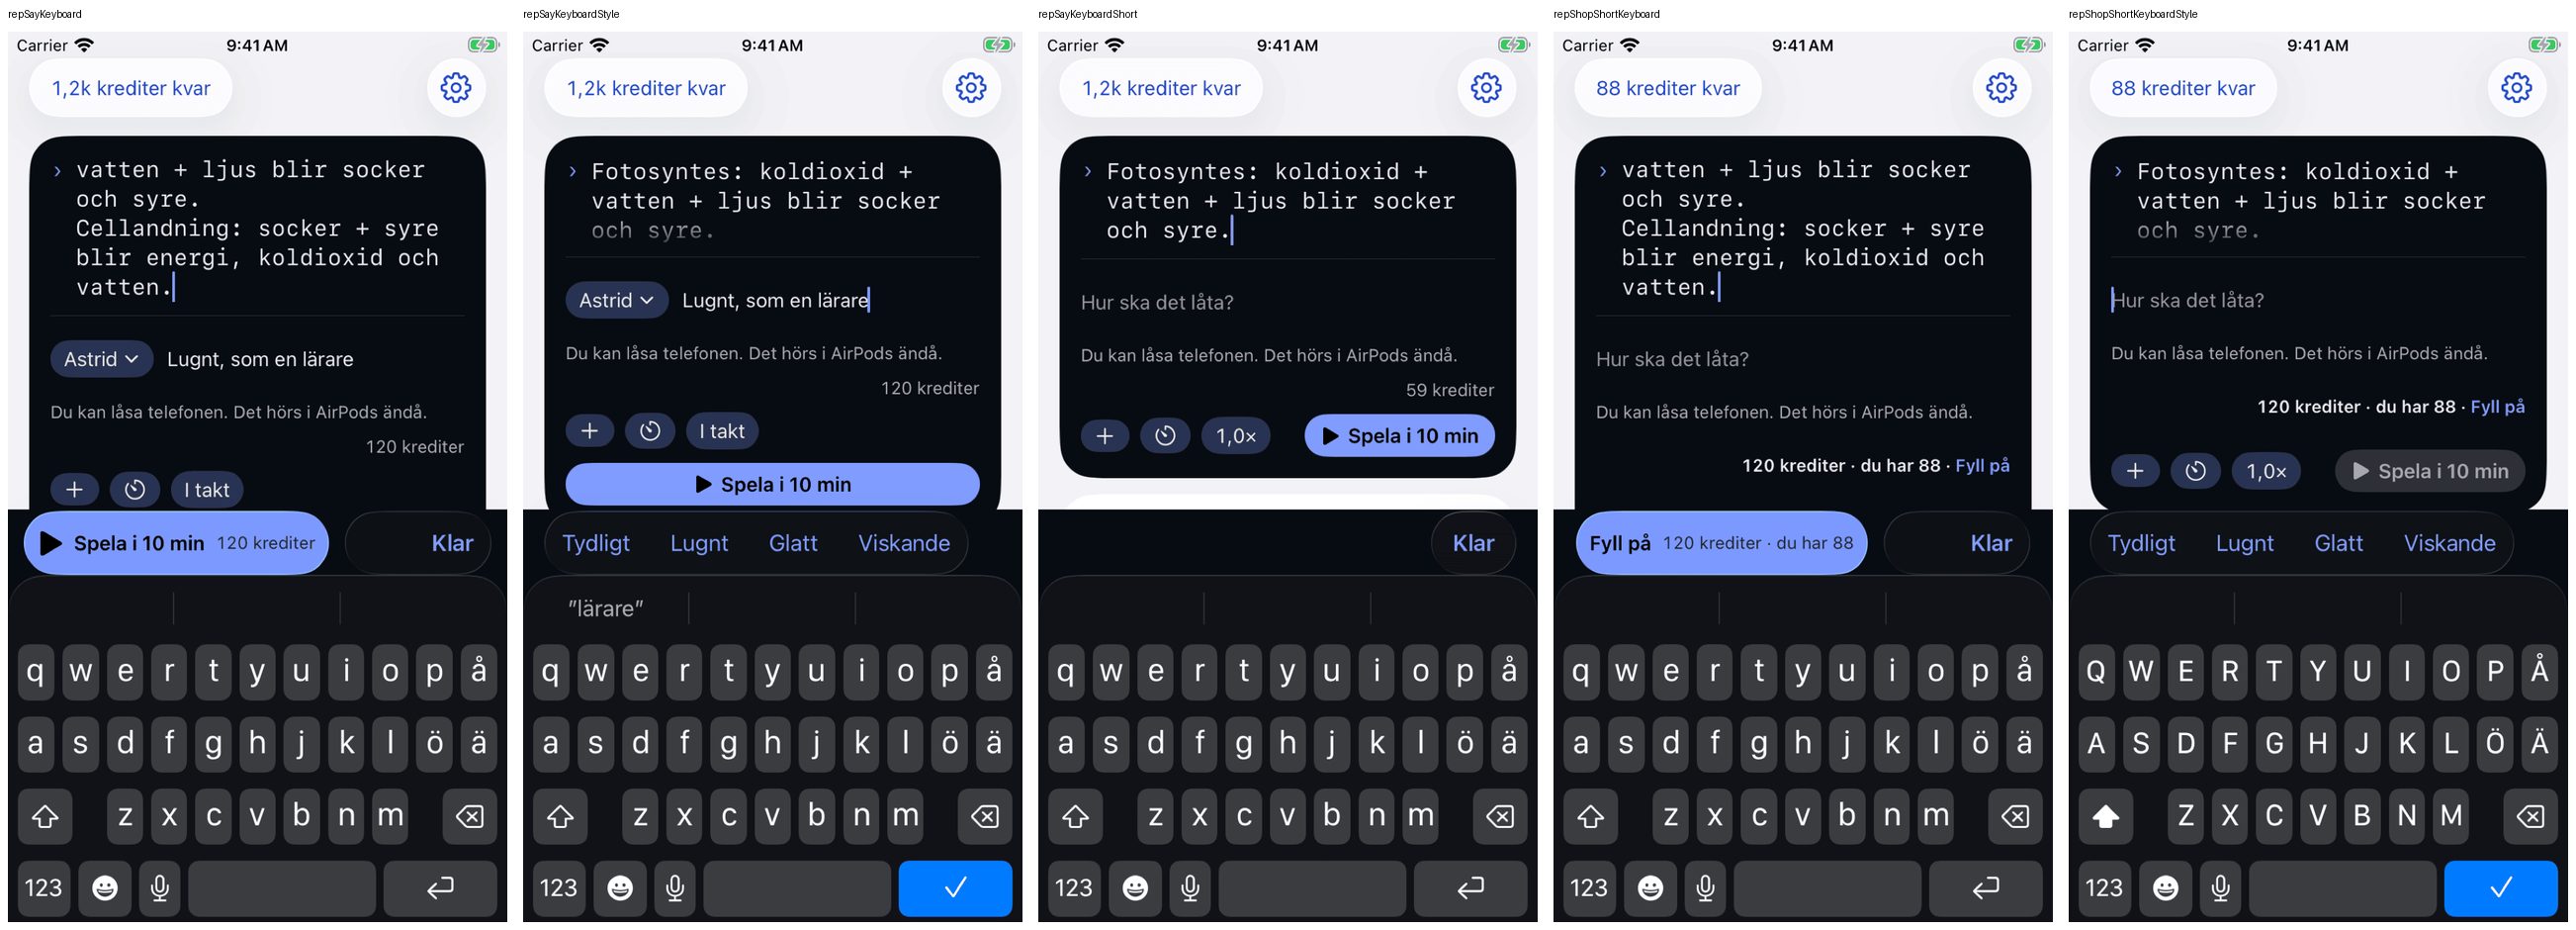 repSayKeyboard
Carrier
9:41 AM
1,2k krediter kvar
› vatten + ljus blir socker
och syre.
Cellandning: socker + syre
blir energi, koldioxid och
vatten.
Astrid
Lugnt, som en lärare
Du kan låsa telefonen. Det hörs i AirPods ändå.
120 krediter
+
I takt
Spela i 10 min 120 krediter
Klar
q w e r t y u i o p å
a s d f g h j k l ö ä
z x c v b n m
123
repSayKeyboardStyle
Carrier
9:41 AM
1,2k krediter kvar
› Fotosyntes: koldioxid +
vatten + ljus blir socker
och syre.
Astrid
Lugnt, som en lärare
Du kan låsa telefonen. Det hörs i AirPods ändå.
120 krediter
+
I takt
Spela i 10 min
Tydligt Lugnt Glatt Viskande
"lärare"
q w e r t y u i o p å
a s d f g h j k l ö ä
z x c v b n m
123
repSayKeyboardShort
Carrier
9:41 AM
1,2k krediter kvar
› Fotosyntes: koldioxid +
vatten + ljus blir socker
och syre.
Hur ska det låta?
Du kan låsa telefonen. Det hörs i AirPods ändå.
59 krediter
+
1,0×
Spela i 10 min
Klar
q w e r t y u i o p å
a s d f g h j k l ö ä
z x c v b n m
123
repShopShortKeyboard
Carrier
9:41 AM
88 krediter kvar
› vatten + ljus blir socker
och syre.
Cellandning: socker + syre
blir energi, koldioxid och
vatten.
Hur ska det låta?
Du kan låsa telefonen. Det hörs i AirPods ändå.
120 krediter · du har 88 · Fyll på
Fyll på 120 krediter · du har 88
Klar
q w e r t y u i o p å
a s d f g h j k l ö ä
z x c v b n m
123
repShopShortKeyboardStyle
Carrier
9:41 AM
88 krediter kvar
› Fotosyntes: koldioxid +
vatten + ljus blir socker
och syre.
Hur ska det låta?
Du kan låsa telefonen. Det hörs i AirPods ändå.
120 krediter · du har 88 · Fyll på
+
1,0×
Spela i 10 min
Tydligt Lugnt Glatt Viskande
Q W E R T Y U I O P Å
A S D F G H J K L Ö Ä
Z X C V B N M
123